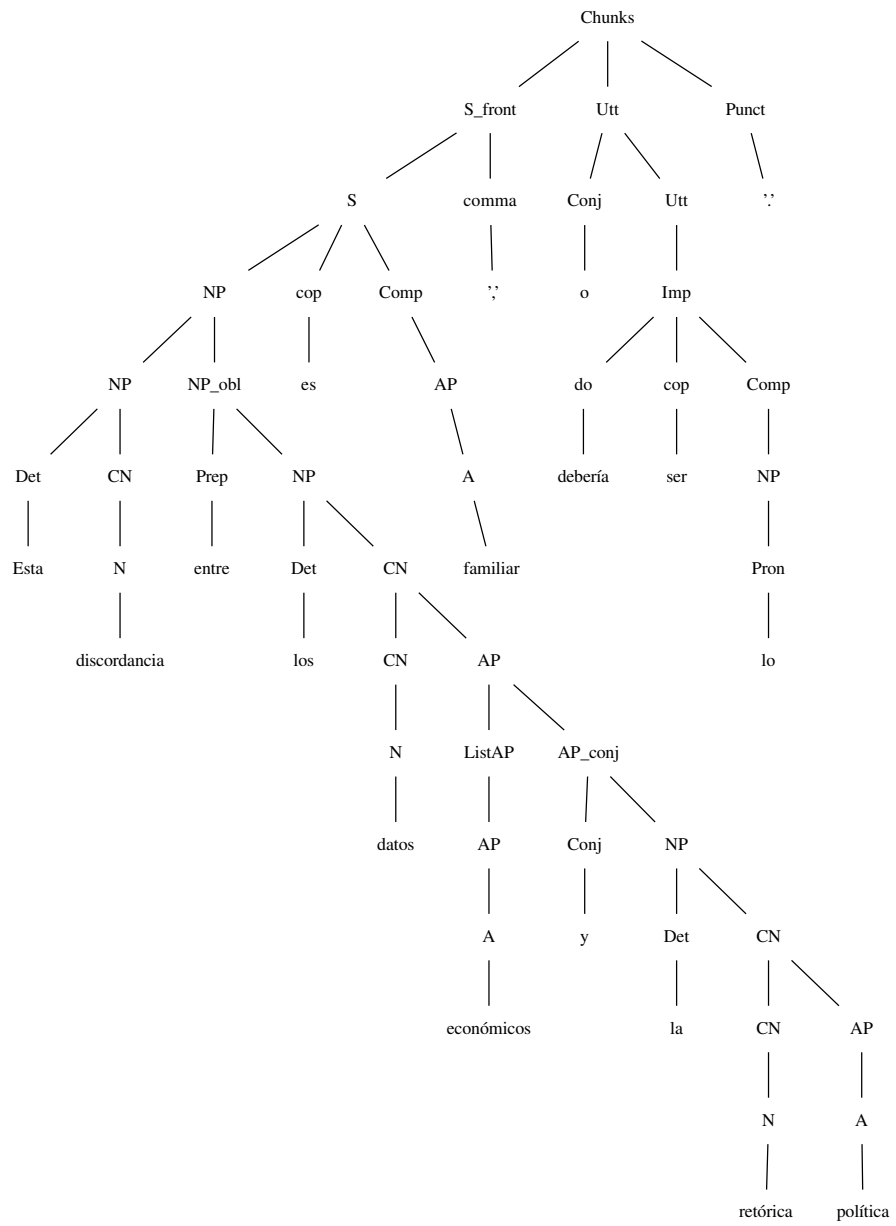 Chunks
S_front Utt Punct
S comma Conj Utt '.'
NP cop Comp ',' o Imp
NP NP_obl es AP do cop Comp
Det CN Prep NP A debería ser NP
Esta N entre Det CN familiar Pron
discordancia los CN AP lo
N ListAP AP_conj
datos AP Conj NP
A y Det CN
económicos la CN AP
N A
retórica política